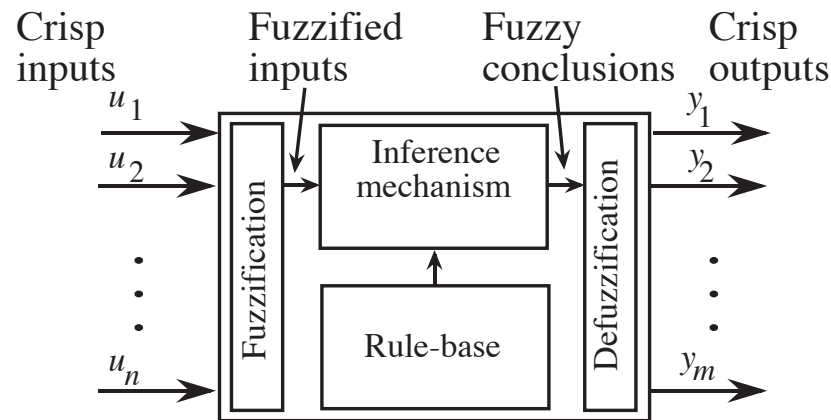 Crisp
inputs
Fuzzified
inputs
Fuzzy
conclusions
Crisp
outputs
u1
u2
un
Fuzzification
Inference
mechanism
Rule-base
Defuzzification
y1
y2
ym